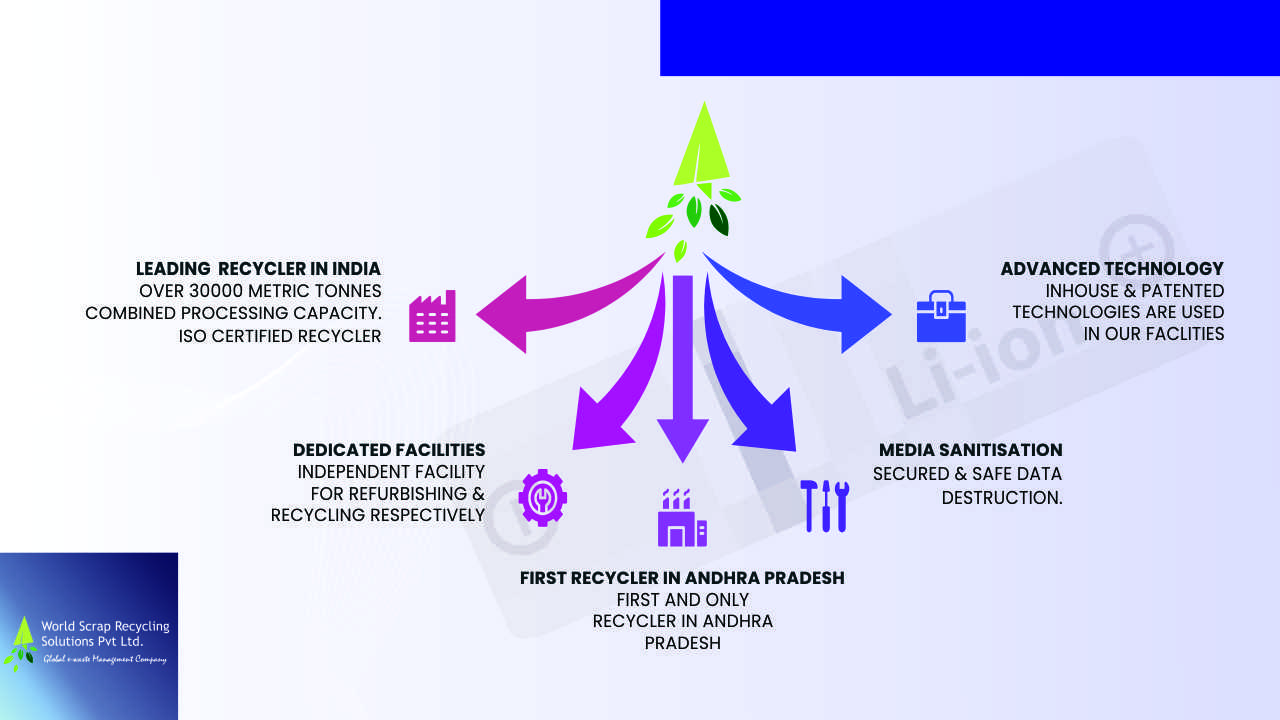 LEADING RECYCLER IN INDIA
OVER 30000 METRIC TONNES
COMBINED PROCESSING CAPACITY.
ISO CERTIFIED RECYCLER
ADVANCED TECHNOLOGY
INHOUSE & PATENTED
TECHNOLOGIES ARE USED
IN OUR FACLITIES
Li-ion
DEDICATED FACILITIES
INDEPENDENT FACILITY
FOR REFURBISHING &
RECYCLING RESPECTIVELY
MEDIA SANITISATION
SECURED & SAFE DATA
DESTRUCTION.
FIRST RECYCLER IN ANDHRA PRADESH
FIRST AND ONLY
RECYCLER IN ANDHRA
PRADESH
World Scrap Recycling
Solutions Pvt Ltd.
Global e-waste Management Company